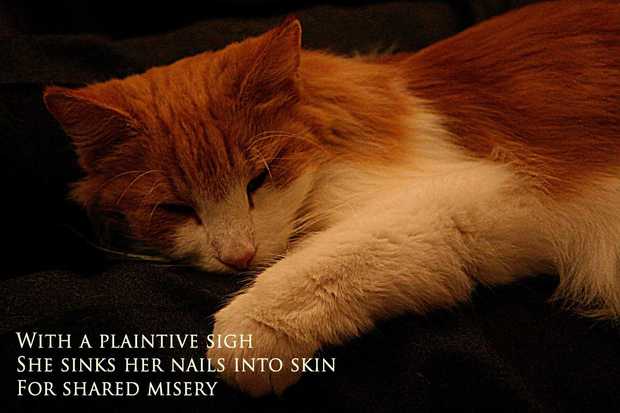 With a plaintive sigh
She sinks her nails into skin
For shared misery